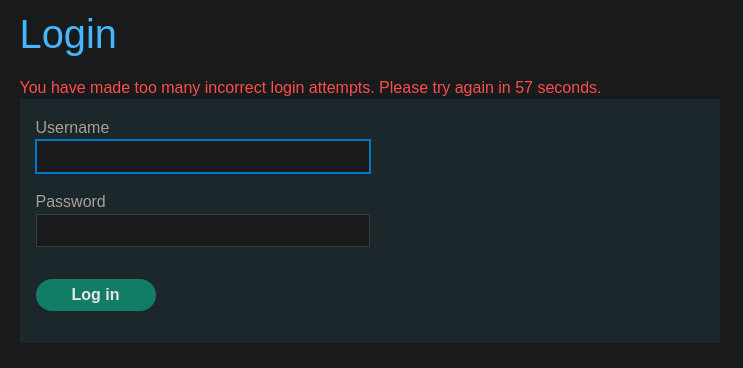 Login
You have made too many incorrect login attempts. Please try again in 57 seconds.
Username
Password
Log in